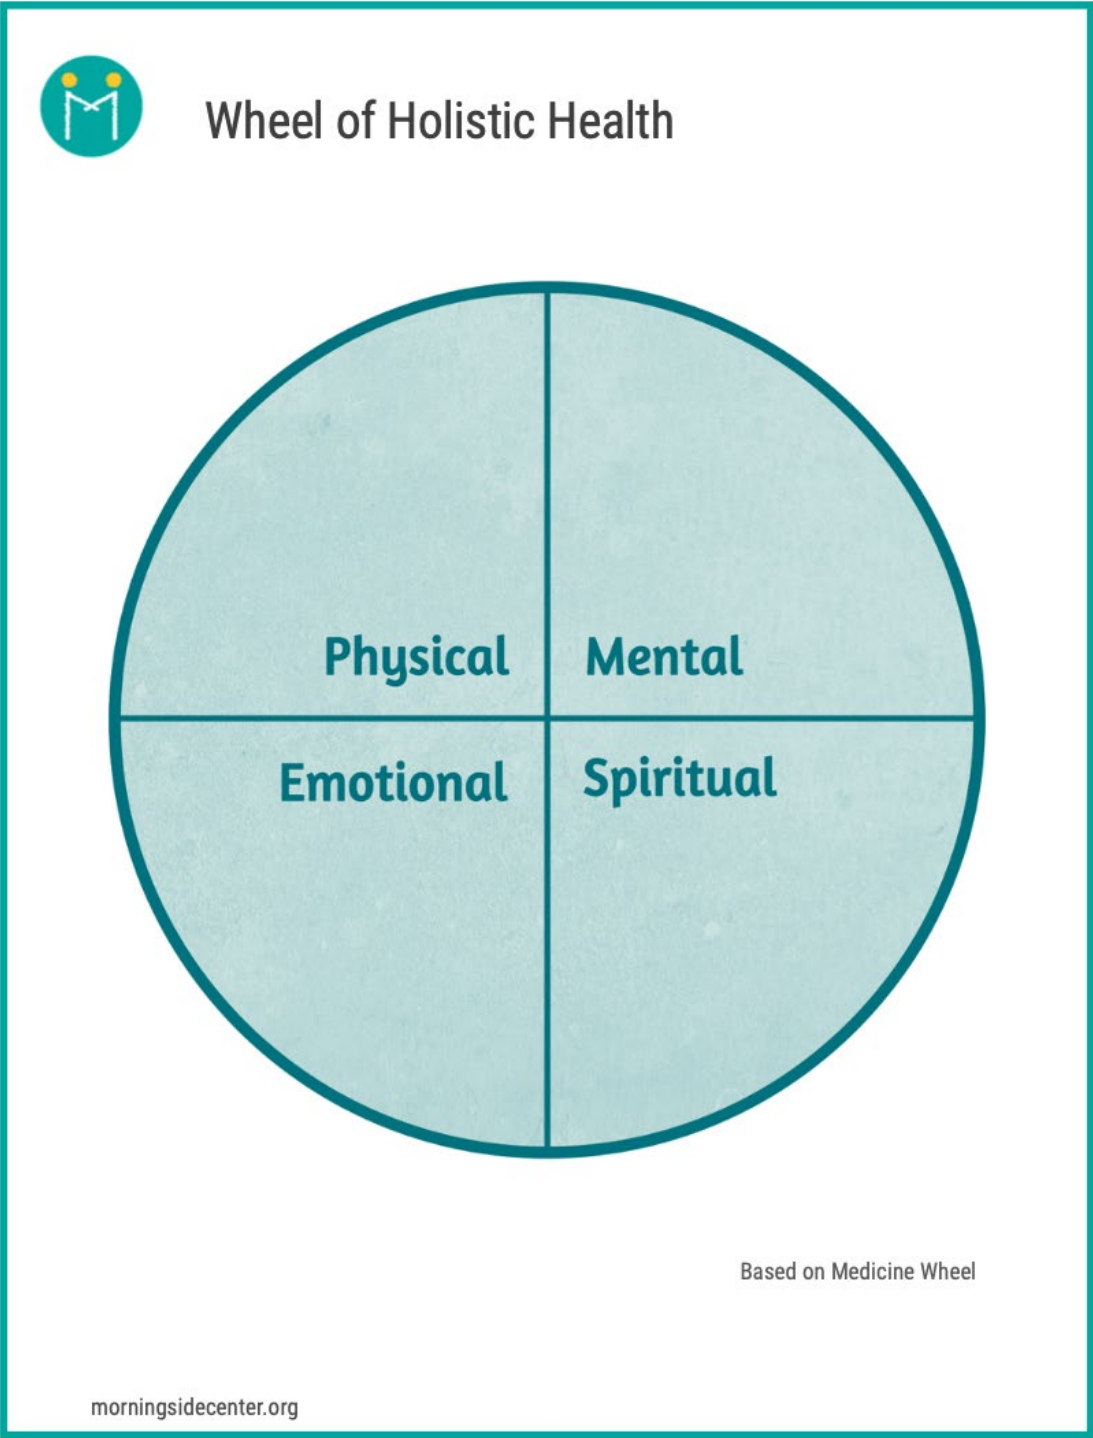 Wheel of Holistic Health
Physical
Mental
Emotional
Spiritual
Based on Medicine Wheel
morningsidecenter.org